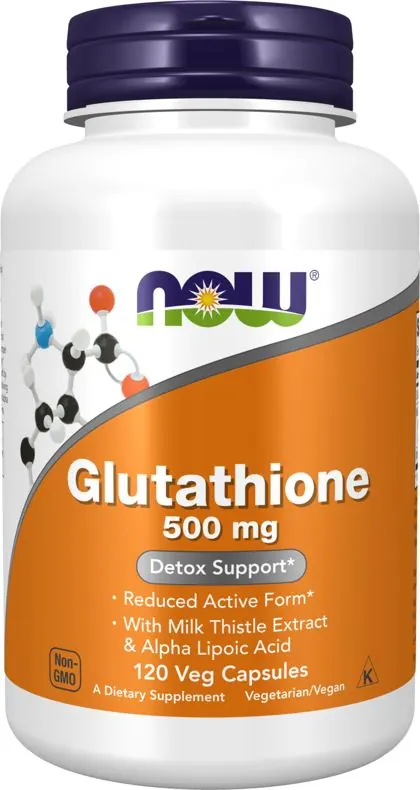 NOW®
Glutathione
500 mg
Detox Support*
• Reduced Active Form*
• With Milk Thistle Extract
& Alpha Lipoic Acid
120 Veg Capsules
Non-
GMO
A Dietary Supplement Vegetarian/Vegan
K